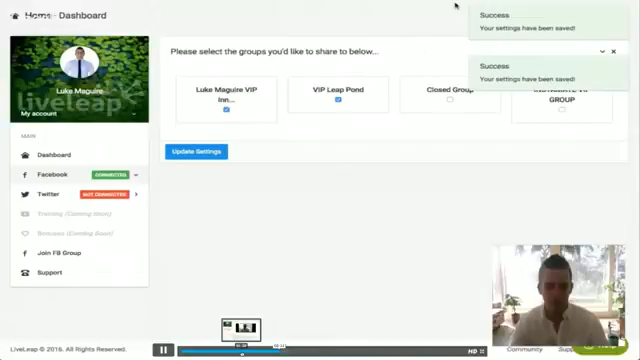 Home Dashboard
Success
Your settings have been saved!
Success
Your settings have been saved!
Luke Maguire
liveleap
My account
MAIN
Dashboard
Facebook CONNECTED
Twitter NOT CONNECTED
Training (Coming Soon)
Bonuses (Coming Soon)
Join FB Group
Support
Please select the groups you'd like to share to below...
Luke Maguire VIP
Inn...
VIP Leap Pond
Closed Group
GROUP
Update Settings
LiveLeap © 2016. All Rights Reserved.
HD
Community